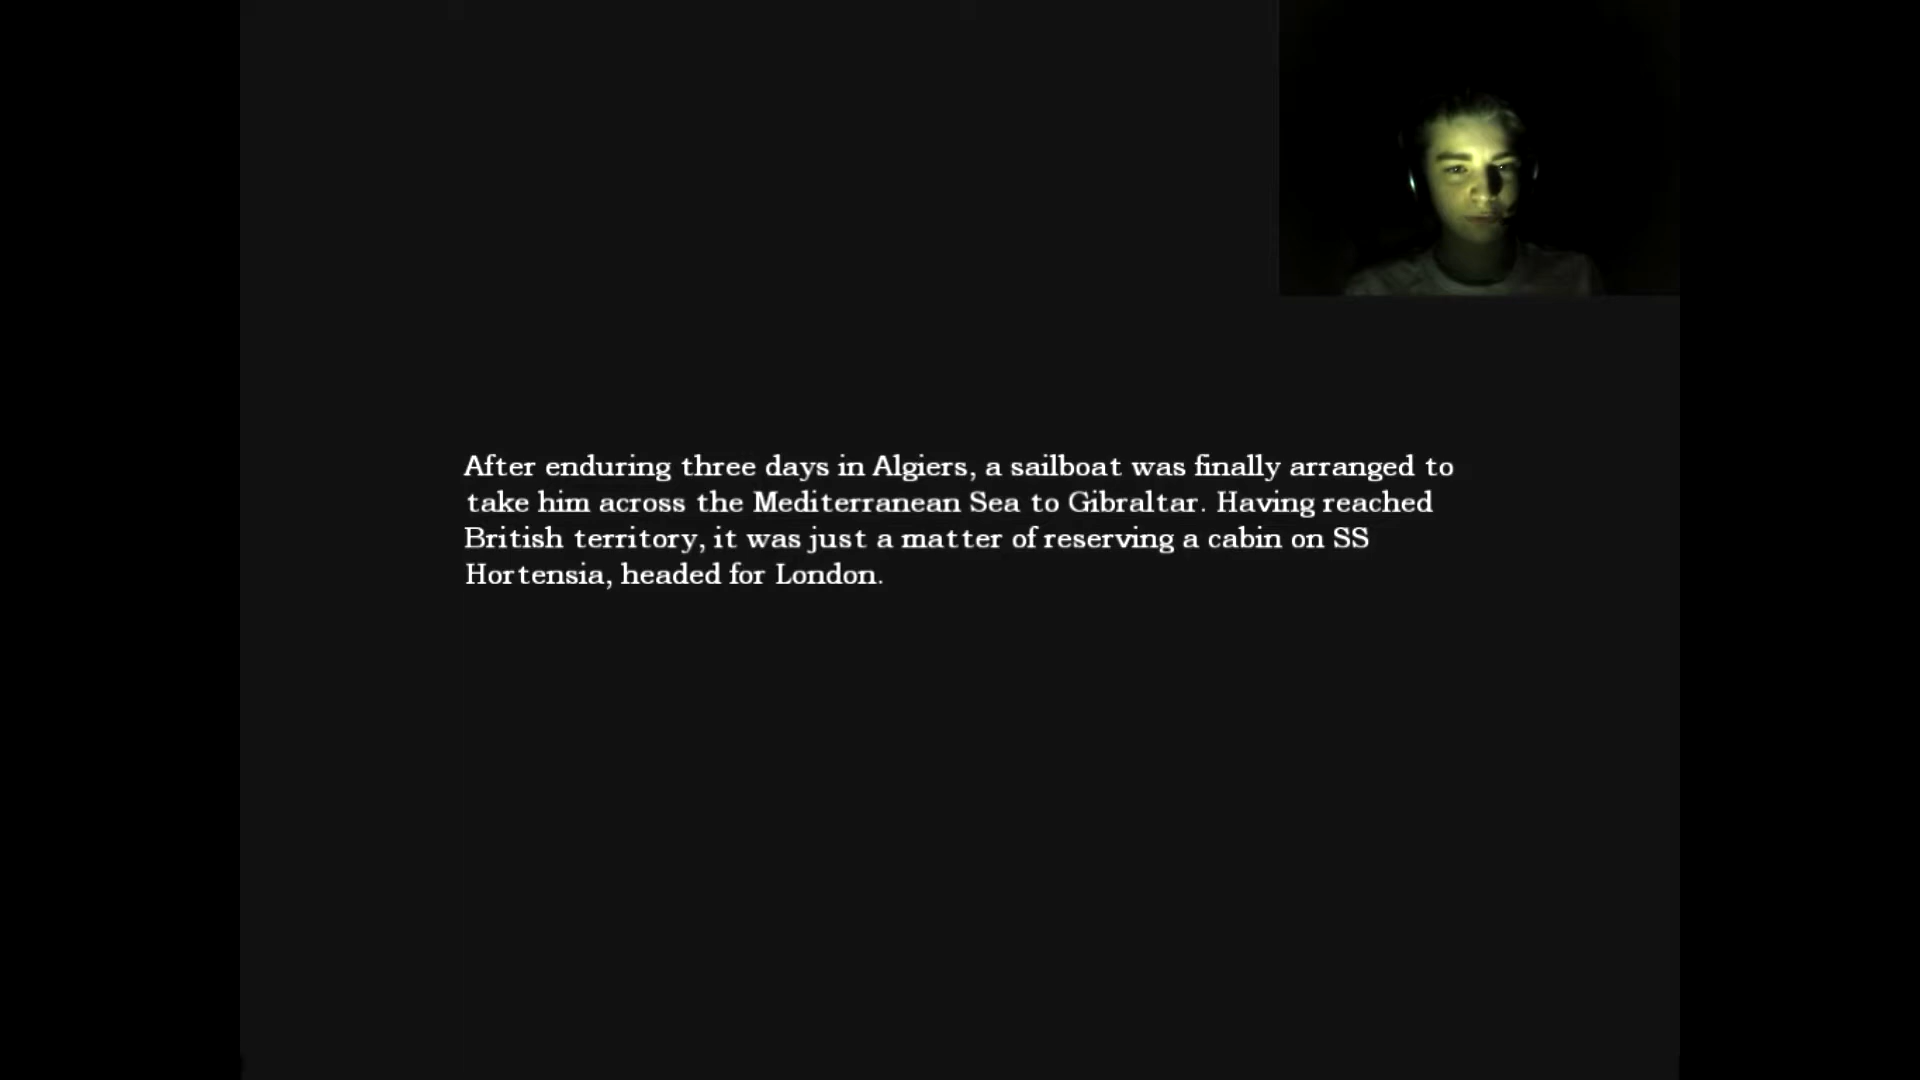 After enduring three days in Algiers, a sailboat was finally arranged to
take him across the Mediterranean Sea to Gibraltar. Having reached
British territory, it was just a matter of reserving a cabin on SS
Hortensia, headed for London.